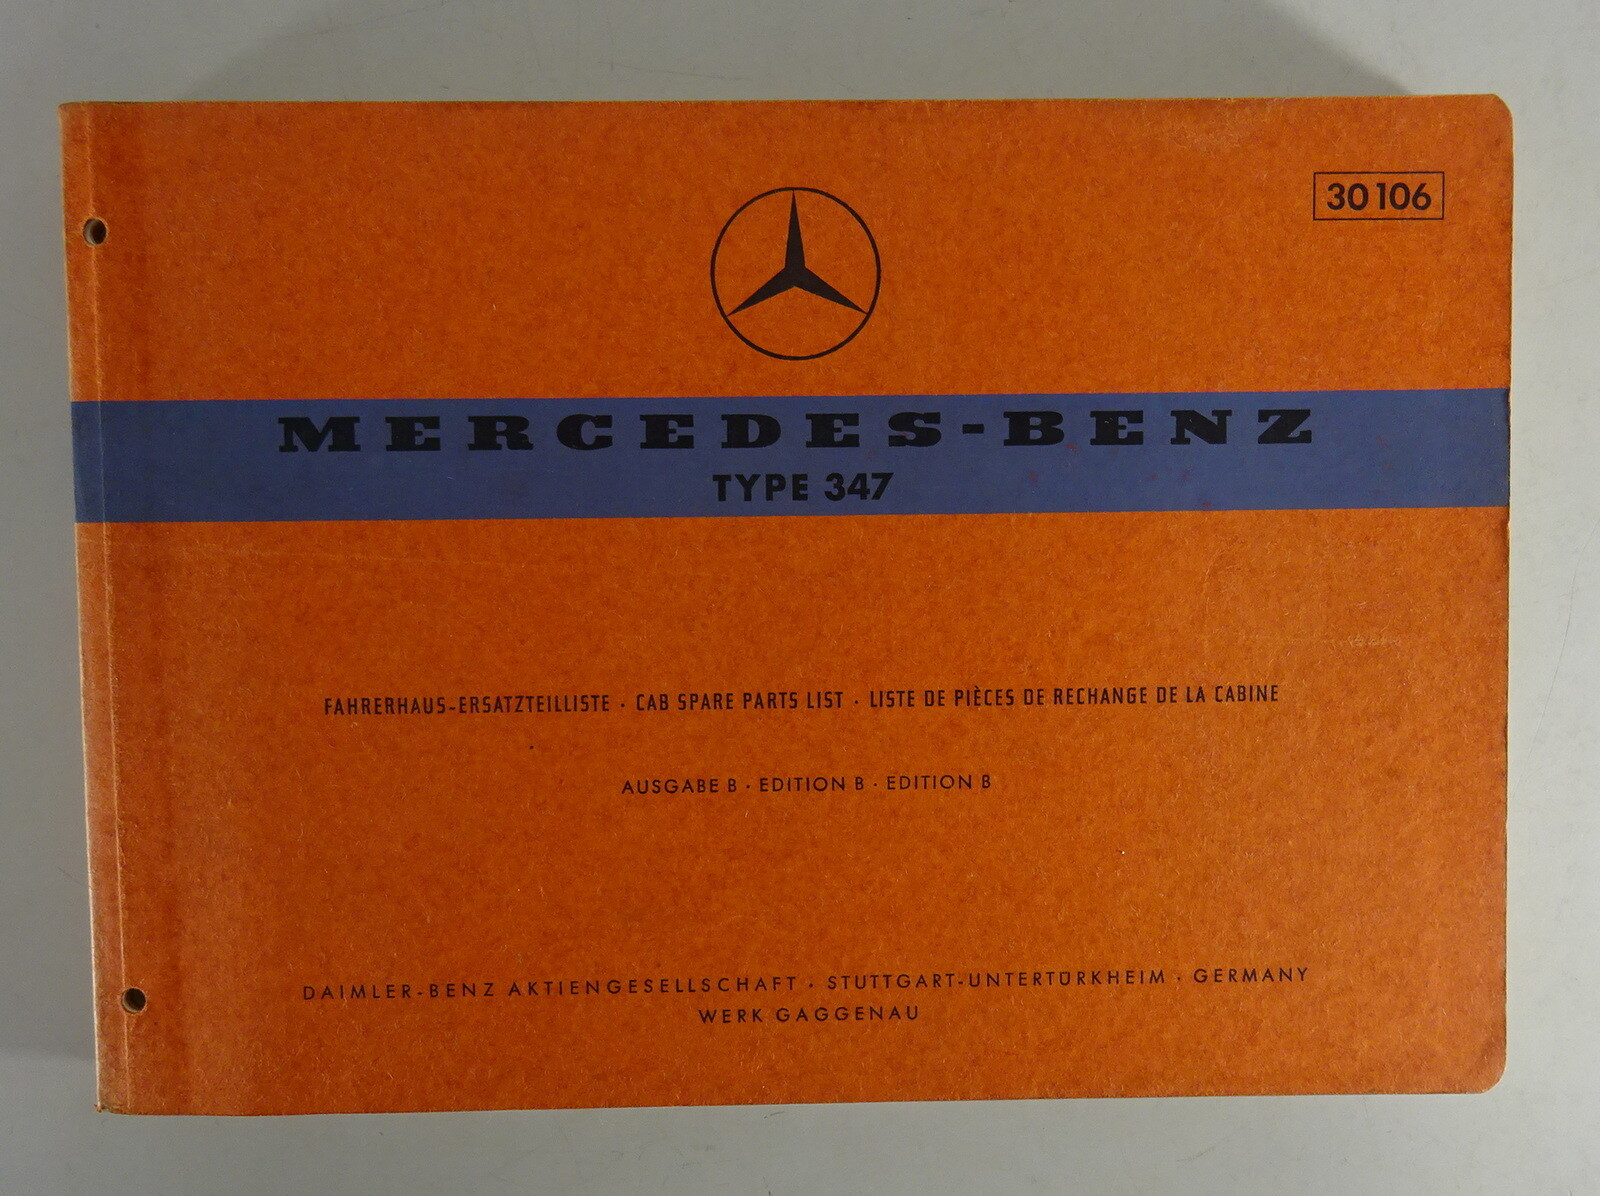 30 106
MERCEDES-BENZ
TYPE 347
FAHRERHAUS-ERSATZTEILLISTE · CAB SPARE PARTS LIST · LISTE DE PIÈCES DE RECHANGE DE LA CABINE
AUSGABE B · EDITION B · EDITION B
DAIMLER-BENZ AKTIENGESELLSCHAFT · STUTTGART-UNTERTÜRKHEIM · GERMANY
WERK GAGGENAU